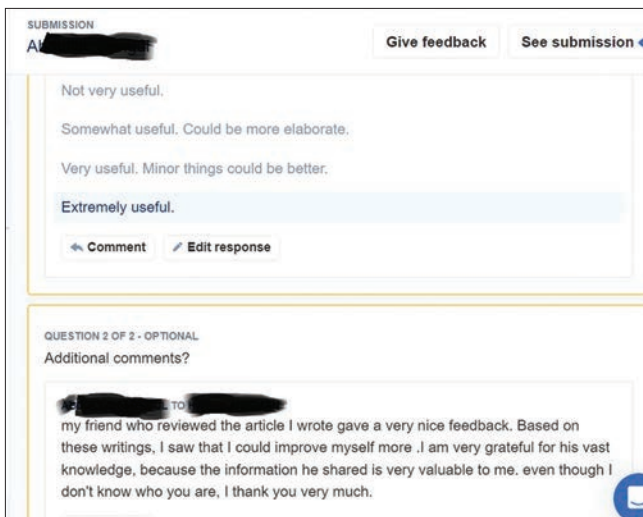 SUBMISSION
Give feedback See submission
Not very useful.
Somewhat useful. Could be more elaborate.
Very useful. Minor things could be better.
Extremely useful.
Comment Edit response
QUESTION 2 OF 2 - OPTIONAL
Additional comments?
TO
my friend who reviewed the article I wrote gave a very nice feedback. Based on
these writings, I saw that I could improve myself more .I am very grateful for his vast
knowledge, because the information he shared is very valuable to me. even though I
don't know who you are, I thank you very much.